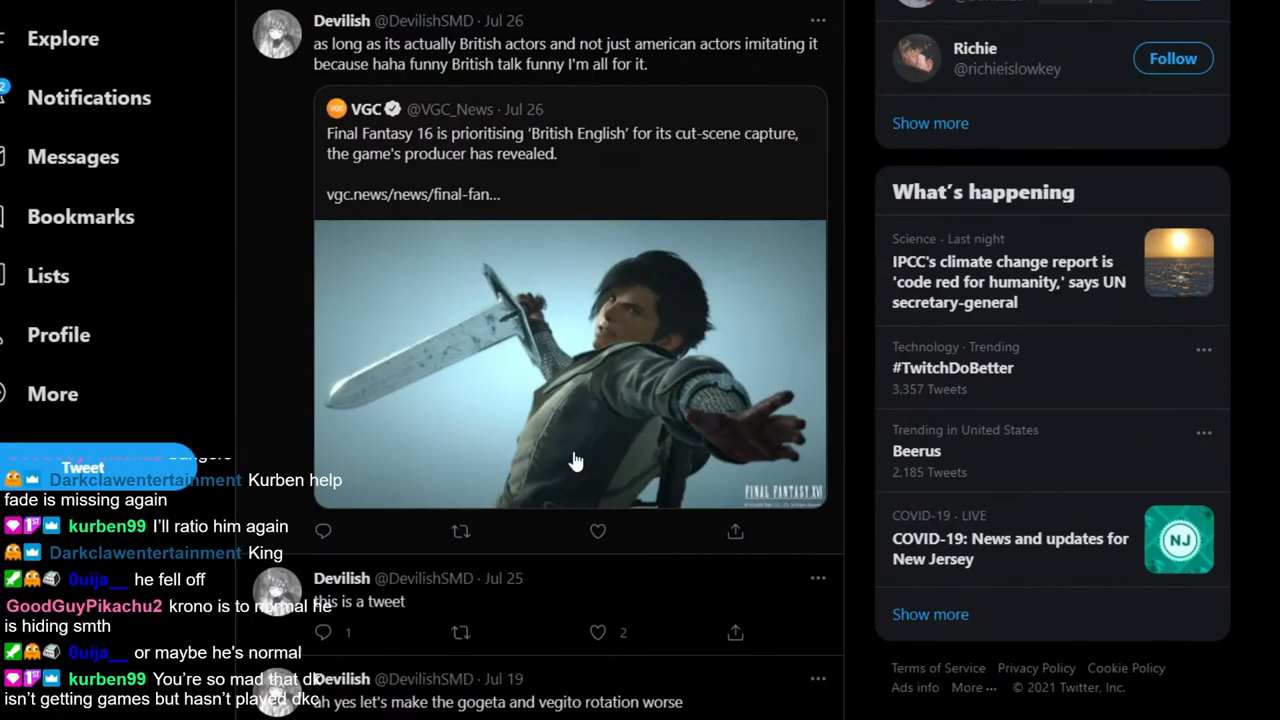 Explore
Notifications
Messages
Bookmarks
Lists
Profile
More
Tweet
Darkclawentertainment Kurben help
fade is missing again
kurben99 I'll ratio him again
Darkclawentertainment King
0uija__ he fell off
GoodGuyPikachu2 krono is to normal he
is hiding smth
0uija__ or maybe he's normal
kurben99 You're so mad that dk
isn't getting games but hasn't played dkc
Devilish @DevilishSMD · Jul 26
as long as its actually British actors and not just american actors imitating it
because haha funny British talk funny I'm all for it.
VGC VGC @VGC_News · Jul 26
Final Fantasy 16 is prioritising ‘British English’ for its cut-scene capture,
the game's producer has revealed.
vgc.news/news/final-fan...
FINAL FANTASY XVI
Devilish @DevilishSMD · Jul 25
this is a tweet
1 2
Devilish @DevilishSMD · Jul 19
ah yes let's make the gogeta and vegito rotation worse
Richie
@richieislowkey
Follow
Show more
What's happening
Science · Last night
IPCC's climate change report is
'code red for humanity,' says UN
secretary-general
Technology · Trending
#TwitchDoBetter
3,357 Tweets
Trending in United States
Beerus
2,185 Tweets
COVID-19 · LIVE
COVID-19: News and updates for
New Jersey
NJ
Show more
Terms of Service Privacy Policy Cookie Policy
Ads info More ··· © 2021 Twitter, Inc.